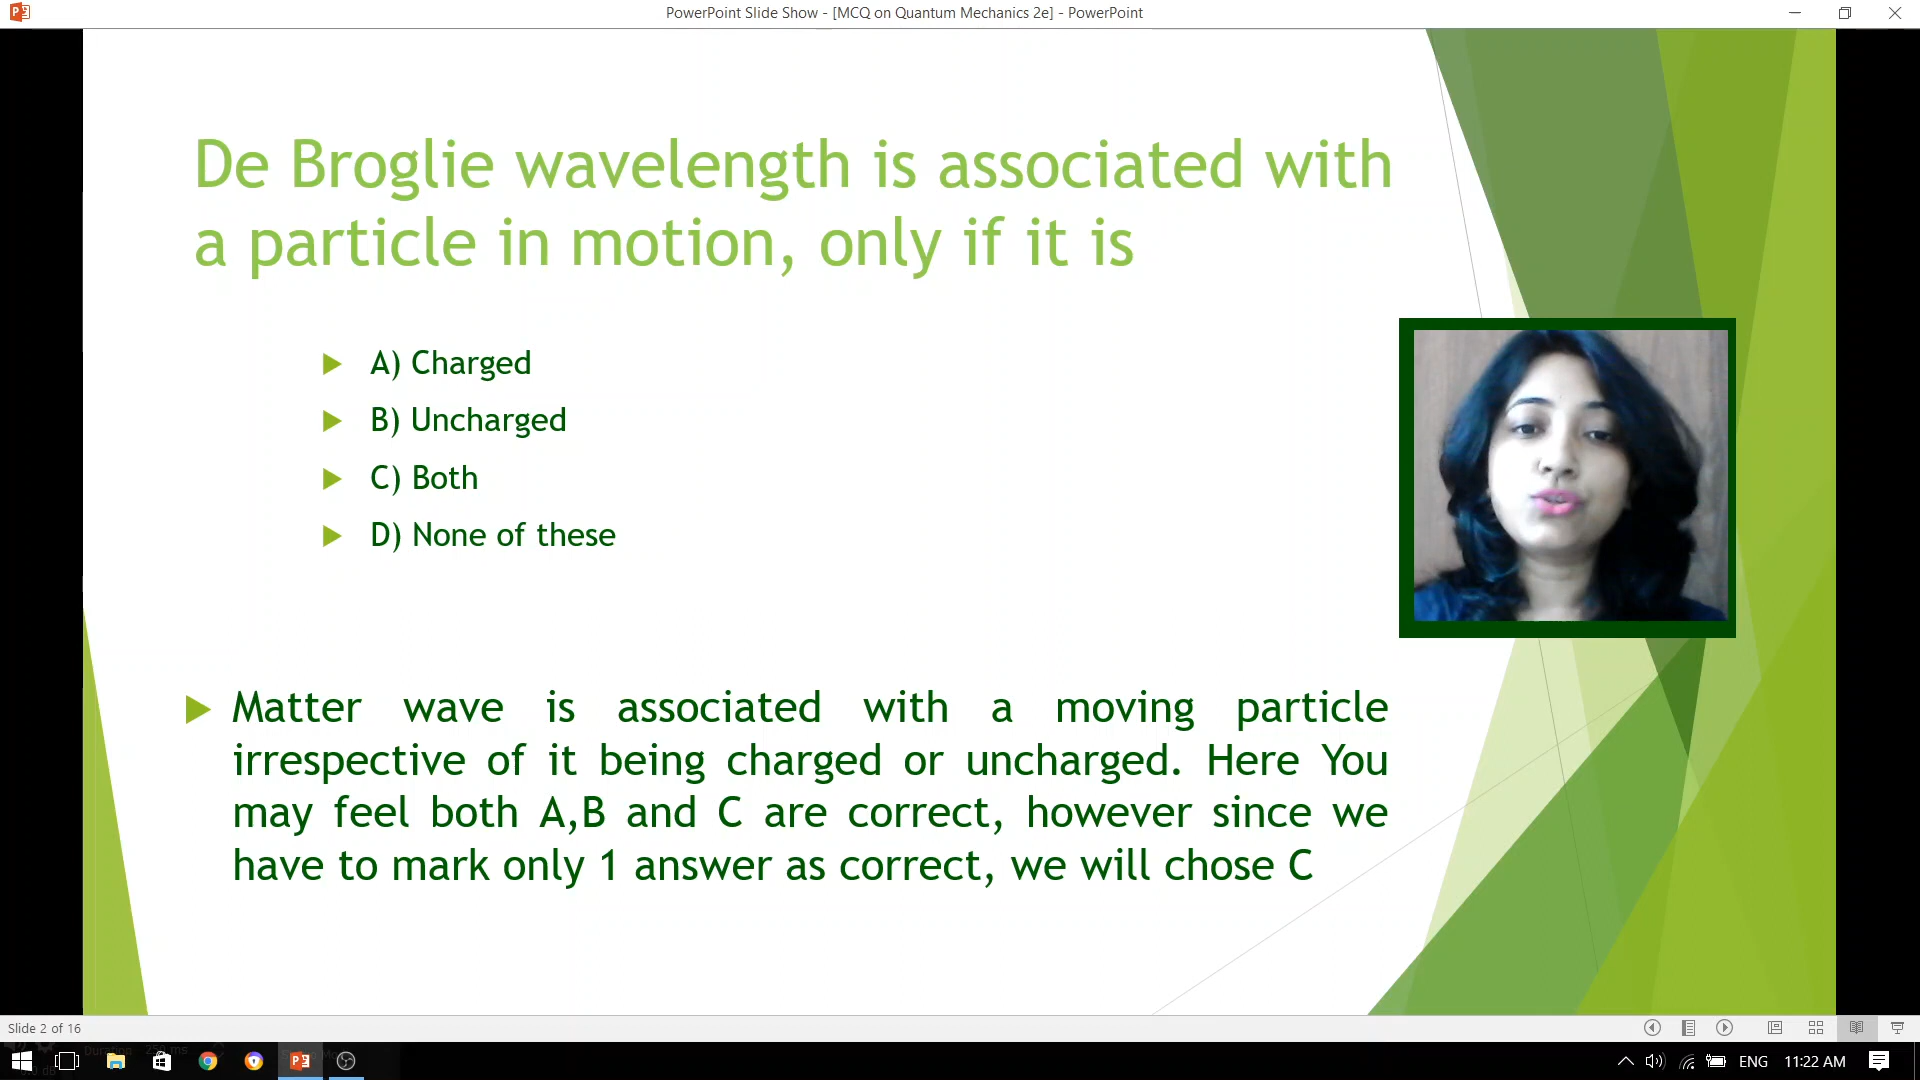 PowerPoint Slide Show - [MCQ on Quantum Mechanics 2e] - PowerPoint
De Broglie wavelength is associated with
a particle in motion, only if it is
A) Charged
B) Uncharged
C) Both
D) None of these
Matter wave is associated with a moving particle
irrespective of it being charged or uncharged. Here You
may feel both A,B and C are correct, however since we
have to mark only 1 answer as correct, we will chose C
Slide 2 of 16
ENG
11:22 AM